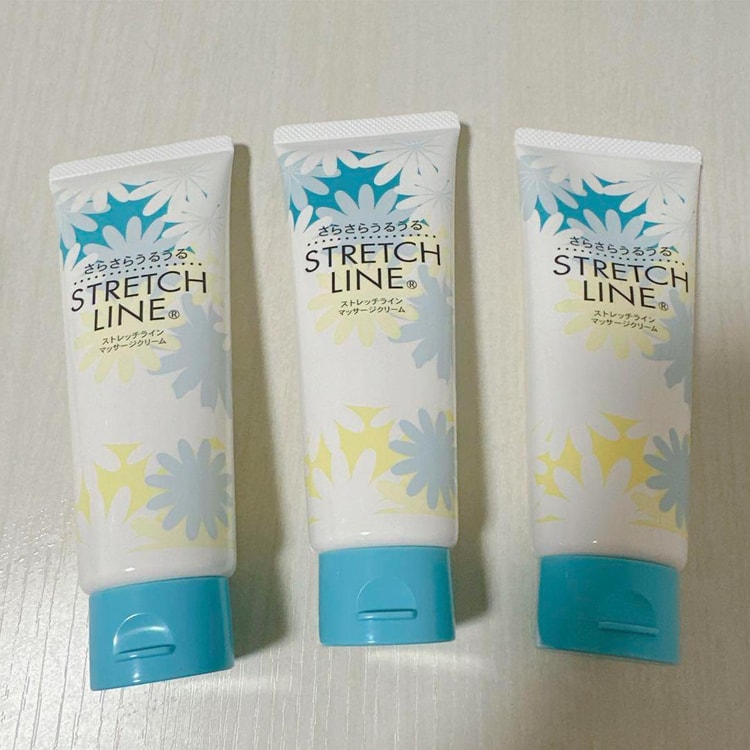 さらさらうるうる
STRETCH
LINE®
ストレッチライン
マッサージクリーム
さらさらうるうる
STRETCH
LINE®
ストレッチライン
マッサージクリーム
さらさらうるうる
STRETCH
LINE®
ストレッチライン
マッサージクリーム